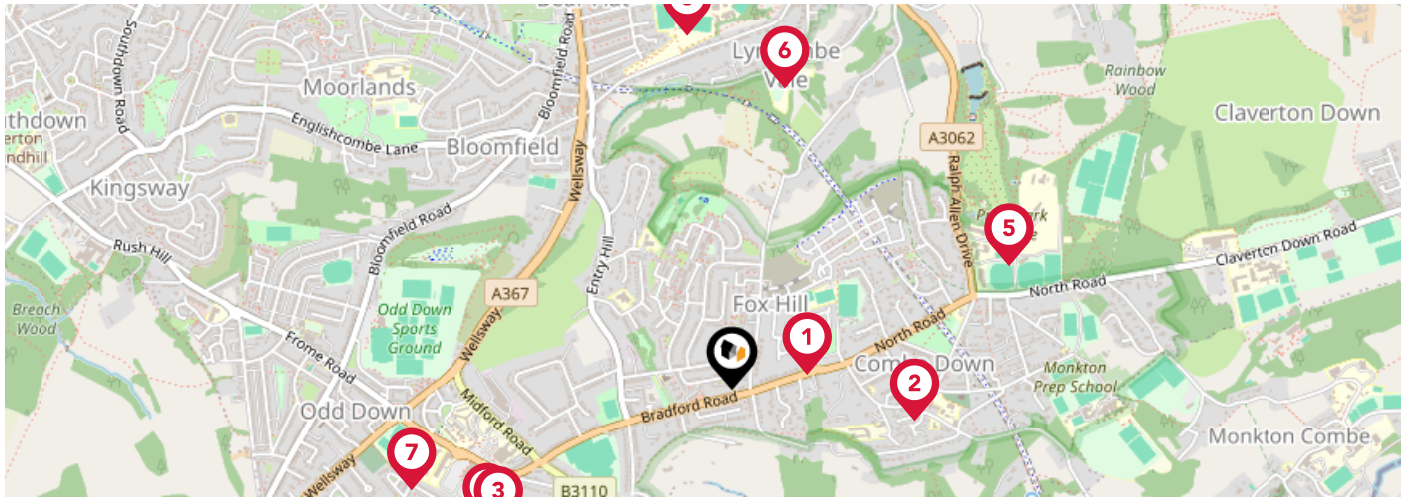 Southdown Road
Bloomfield Road
Lyncombe
Vale
6
Rainbow
Wood
Moorlands
Claverton Down
Englishcombe Lane
A3062
Bloomfield
Wellsway
Ralph Allen Drive
Kingsway
Bloomfield Road
5
Rush Hill
Entry Hill
Claverton Down Road
North Road
A367
Fox Hill
Breach
Wood
Odd Down
Sports
Ground
Wellsway
North Road
1
Frome Road
Combe Down
2
Monkton
Prep School
Odd Down
Midford Road
Bradford Road
Monkton Combe
7
Wellsway
3
B3110